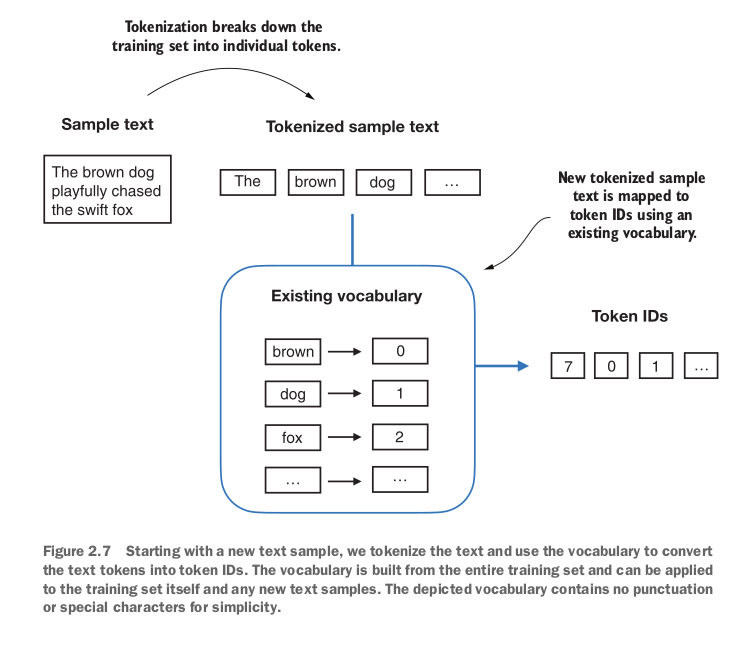 Tokenization breaks down the
training set into individual tokens.
Sample text
Tokenized sample text
The brown dog
playfully chased
the swift fox
The brown dog ...
New tokenized sample
text is mapped to
token IDs using an
existing vocabulary.
Existing vocabulary
Token IDs
brown 0
dog 1
fox 2
... ...
7 0 1 ...
Figure 2.7 Starting with a new text sample, we tokenize the text and use the vocabulary to convert
the text tokens into token IDs. The vocabulary is built from the entire training set and can be applied
to the training set itself and any new text samples. The depicted vocabulary contains no punctuation
or special characters for simplicity.